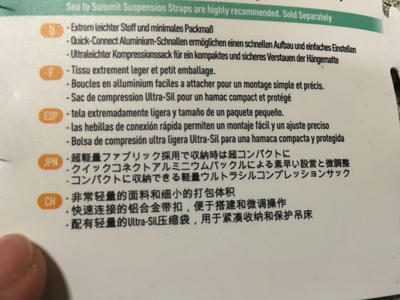 Sea to Summit Suspension Straps are highly recommended. Sold Separately
D
- Extrem leichter Stoff und minimales Packmaß
- Quick-Connect Aluminium-Schnallen ermöglichen einen schnellen Aufbau und einfaches Einstellen
- Ultraleichter Kompressionssack für ein kompaktes und sicheres Verstauen der Hängematte
F
- Tissu extrement leger et petit emballage.
- Boucles en alluminium faciles a attacher pour un montage simple et précis.
- Sac de compression Ultra-Sil pour un hamac compact et protégé
ESP
- tela extremadamente ligera y tamaño de un paquete pequeño.
- las hebillas de conexión rápida permiten un montaje fácil y un ajuste preciso
- Bolsa de compresión ultra ligera Ultra-Sil para una hamaca compacta y protegida
JPN
- 超軽量ファブリック採用で収納時は超コンパクトに
- クイックコネクトアルミニウムバックルによる素早い設営と微調整
- コンパクトに収納できる軽量ウルトラシルコンプレッションサック
CH
- 非常轻量的面料和细小的打包体积
- 快速连接的铝合金带扣，便于搭建和微调操作
- 配有轻量的Ultra-Sil压缩袋，用于紧凑收纳和保护吊床